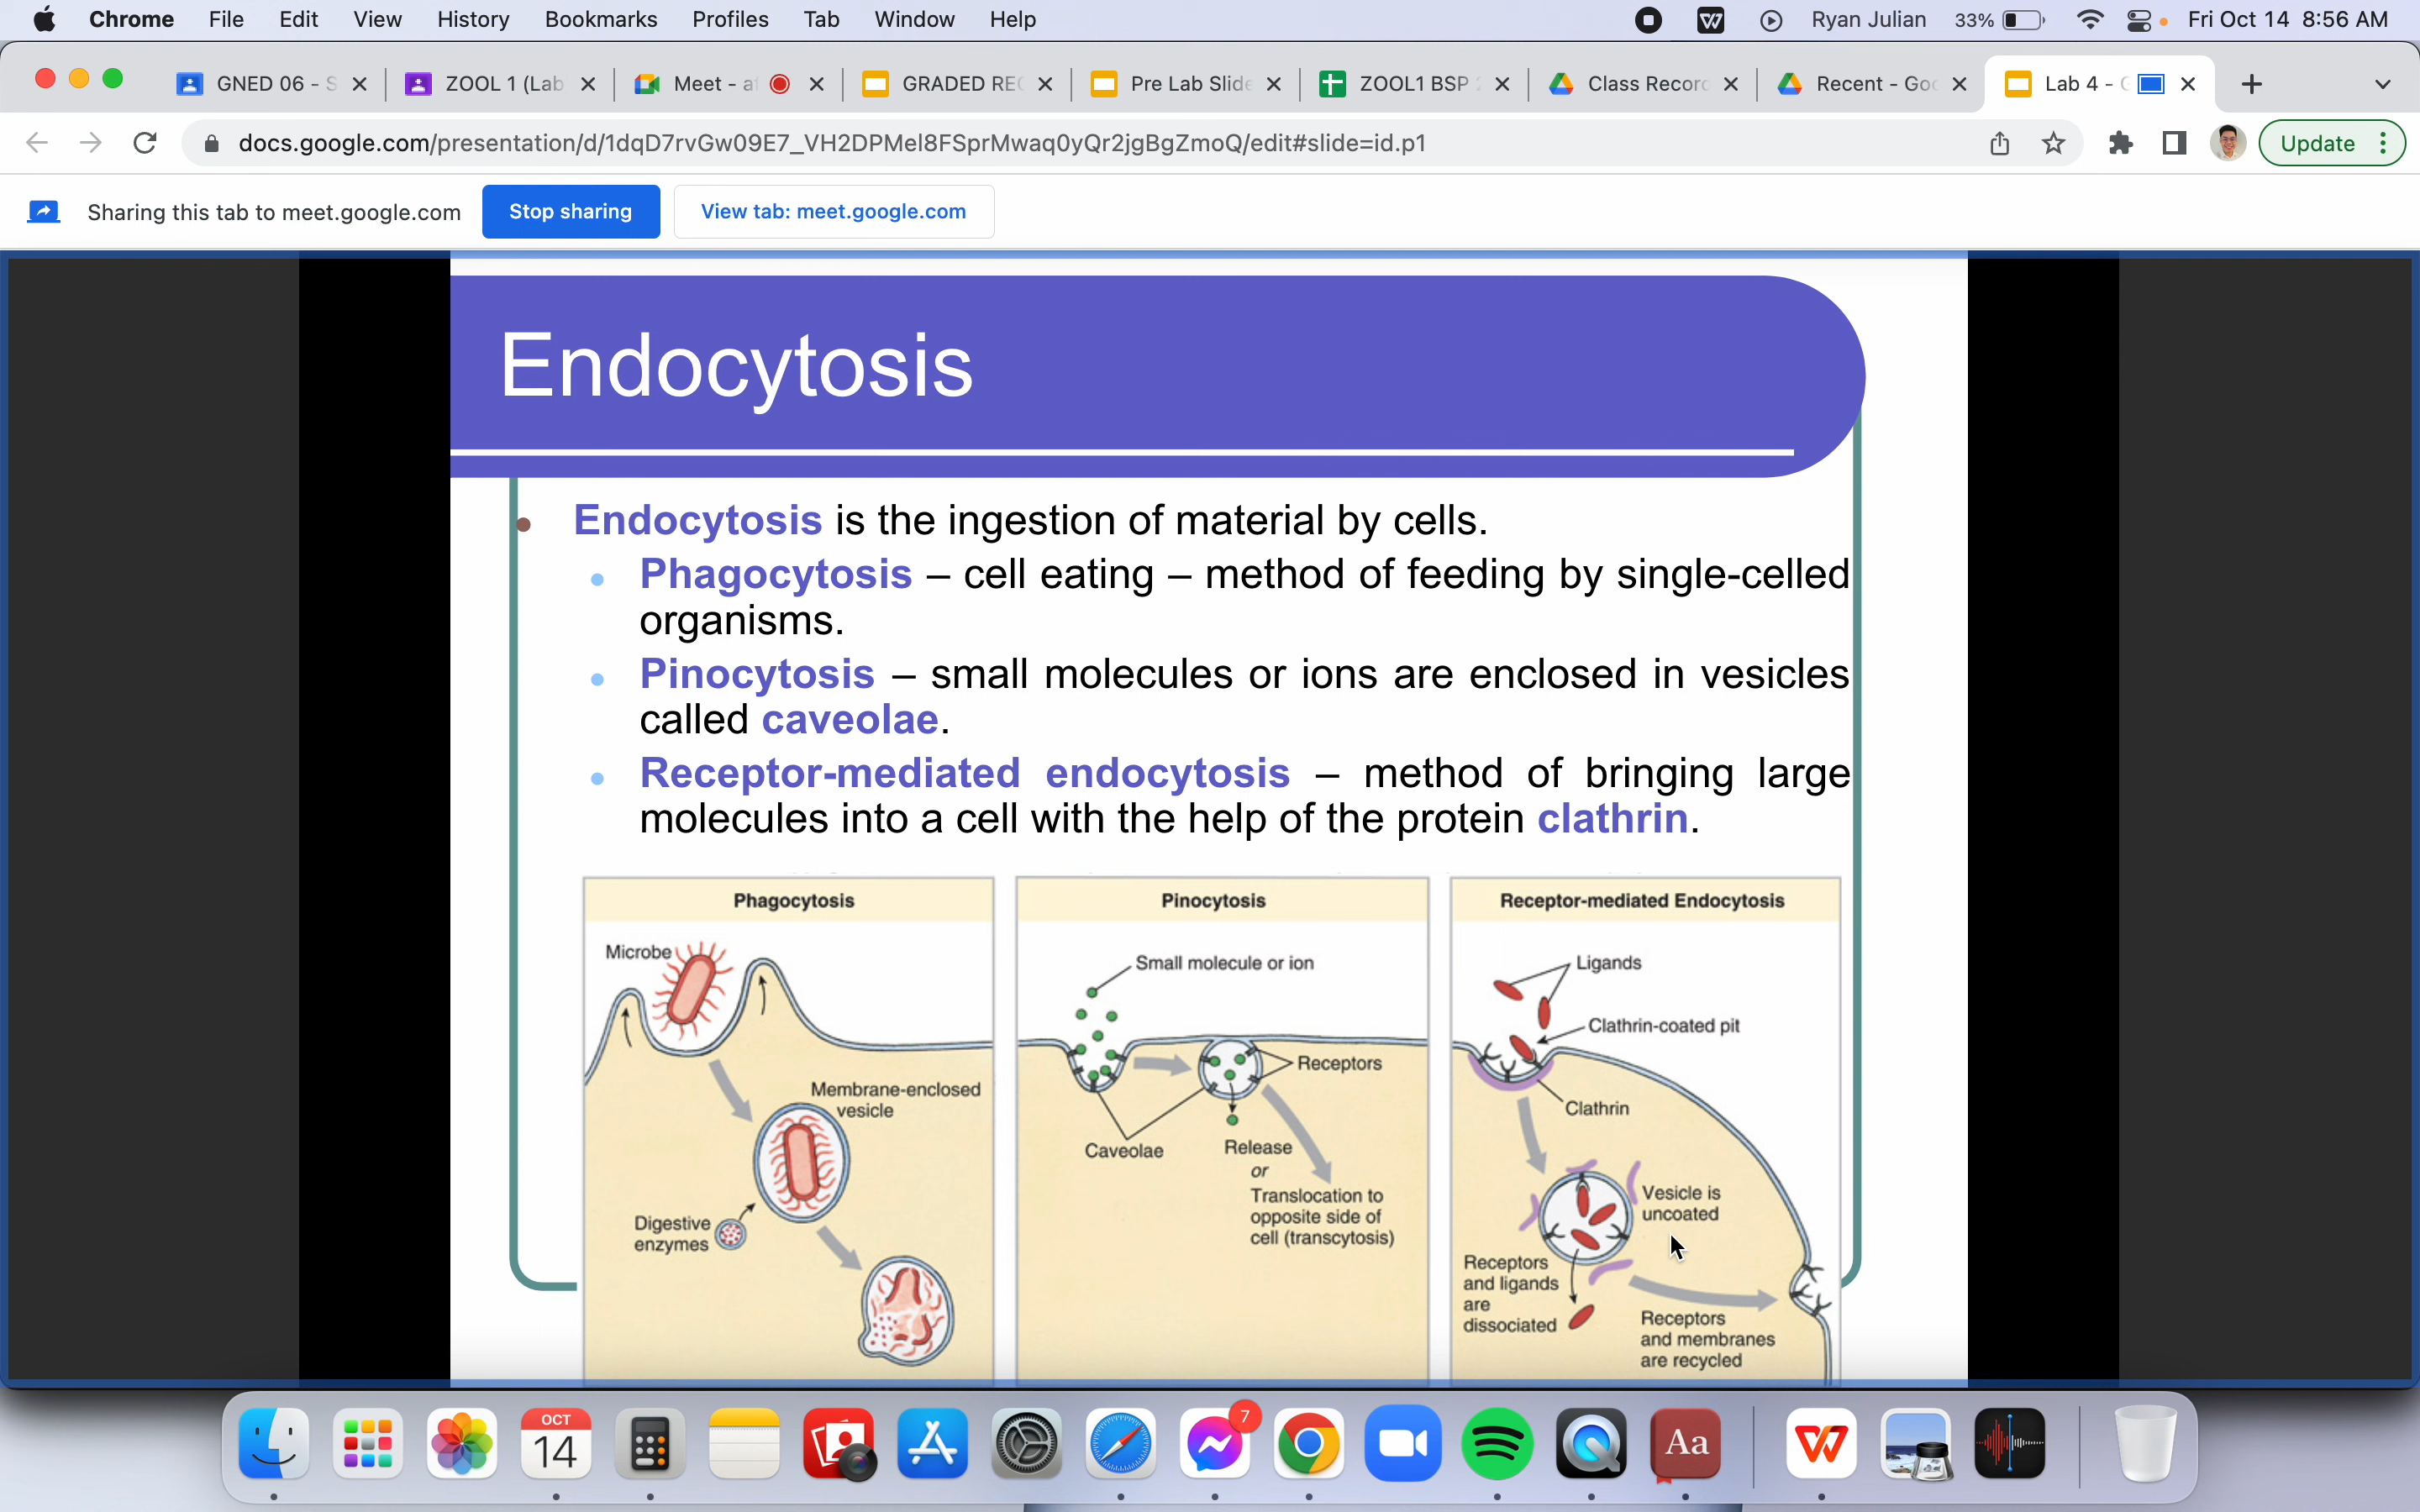 Chrome File Edit View History Bookmarks Profiles Tab Window Help Ryan Julian 33% Fri Oct 14 8:56 AM
GNED 06 - S ZOOL 1 (Lab Meet - a GRADED REC Pre Lab Slide ZOOL1 BSP Class Record Recent - Goo Lab 4 -
docs.google.com/presentation/d/1dqD7rvGw09E7_VH2DPMel8FSprMwaq0yQr2jgBgZmoQ/edit#slide=id.p1 Update
Sharing this tab to meet.google.com Stop sharing View tab: meet.google.com
Endocytosis
Endocytosis is the ingestion of material by cells.
Phagocytosis – cell eating – method of feeding by single-celled
organisms.
Pinocytosis – small molecules or ions are enclosed in vesicles
called caveolae.
Receptor-mediated endocytosis – method of bringing large
molecules into a cell with the help of the protein clathrin.
Phagocytosis
Microbe
Membrane-enclosed
vesicle
Digestive
enzymes
Pinocytosis
Small molecule or ion
Receptors
Caveolae
Release
or
Translocation to
opposite side of
cell (transcytosis)
Receptor-mediated Endocytosis
Ligands
Clathrin-coated pit
Clathrin
Vesicle is
uncoated
Receptors
and ligands
are
dissociated
Receptors
and membranes
are recycled
OCT
14
7
Aa